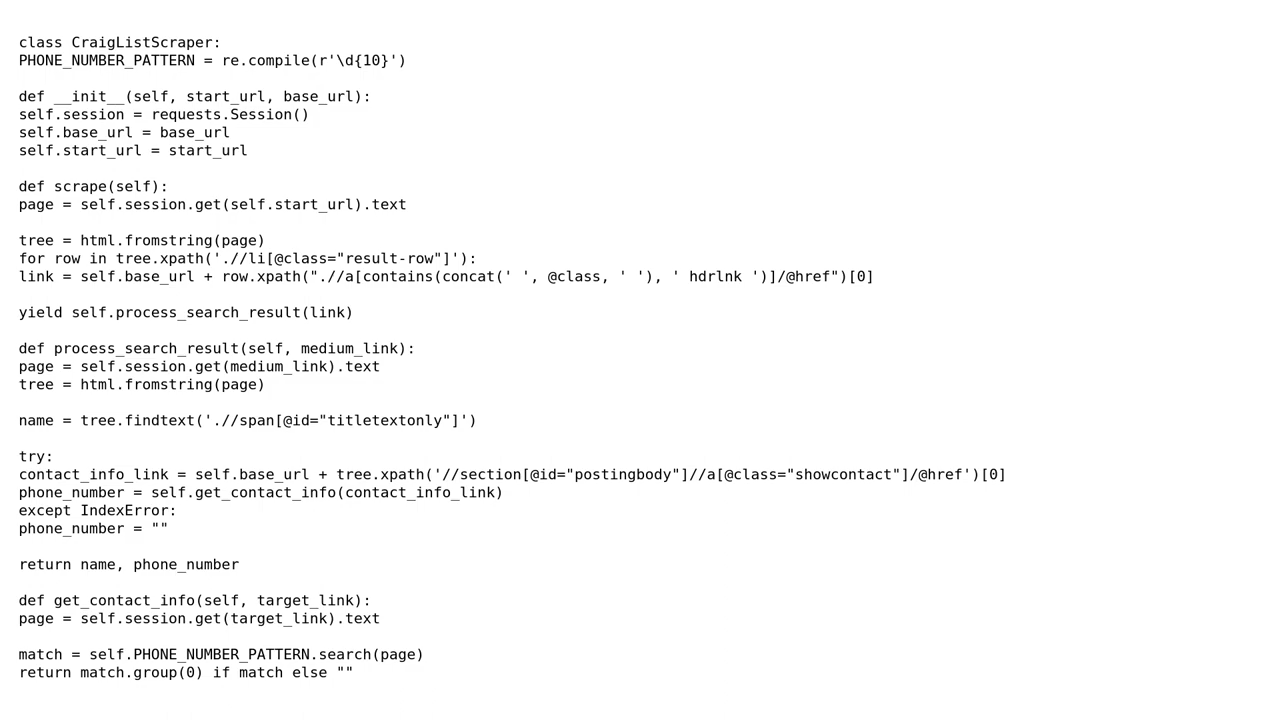 class CraigListScraper:
PHONE_NUMBER_PATTERN = re.compile(r'\d{10}')
def __init__(self, start_url, base_url):
self.session = requests.Session()
self.base_url = base_url
self.start_url = start_url
def scrape(self):
page = self.session.get(self.start_url).text
tree = html.fromstring(page)
for row in tree.xpath('.//li[@class="result-row"]'):
link = self.base_url + row.xpath(".//a[contains(concat(' ', @class, ' '), ' hdrlnk ')]/@href")[0]
yield self.process_search_result(link)
def process_search_result(self, medium_link):
page = self.session.get(medium_link).text
tree = html.fromstring(page)
name = tree.findtext('.//span[@id="titletextonly"]')
try:
contact_info_link = self.base_url + tree.xpath('//section[@id="postingbody"]//a[@class="showcontact"]/@href')[0]
phone_number = self.get_contact_info(contact_info_link)
except IndexError:
phone_number = ""
return name, phone_number
def get_contact_info(self, target_link):
page = self.session.get(target_link).text
match = self.PHONE_NUMBER_PATTERN.search(page)
return match.group(0) if match else ""